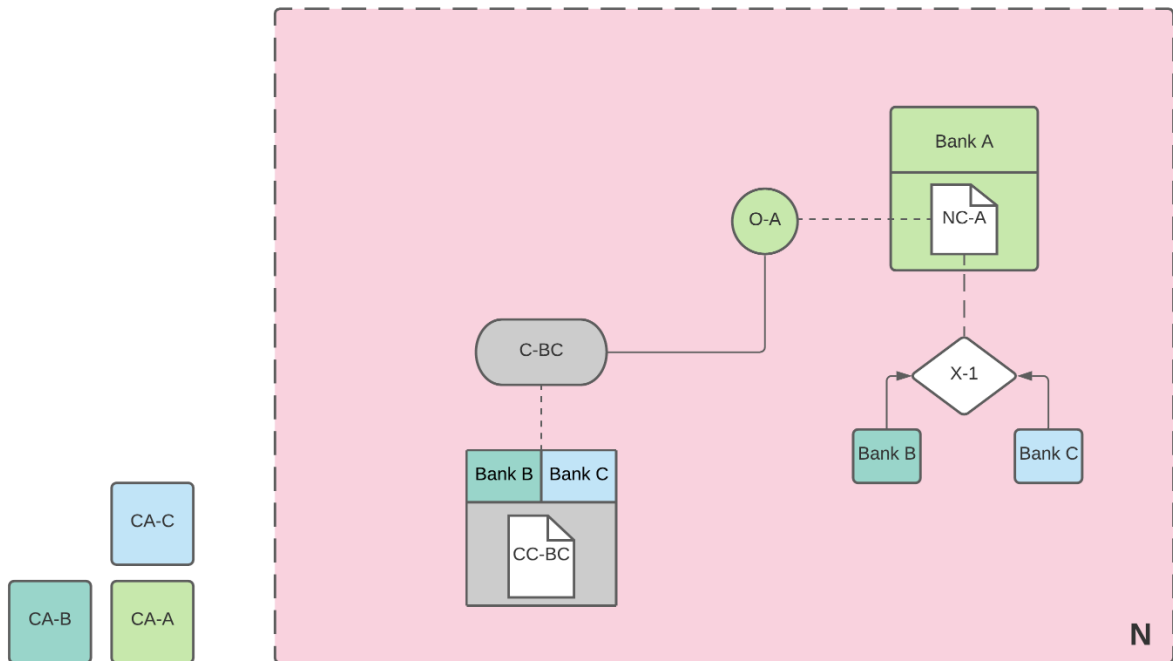 Bank A
O-A
NC-A
C-BC
X-1
Bank B
Bank C
Bank B
Bank C
CC-BC
CA-C
CA-B
CA-A
N